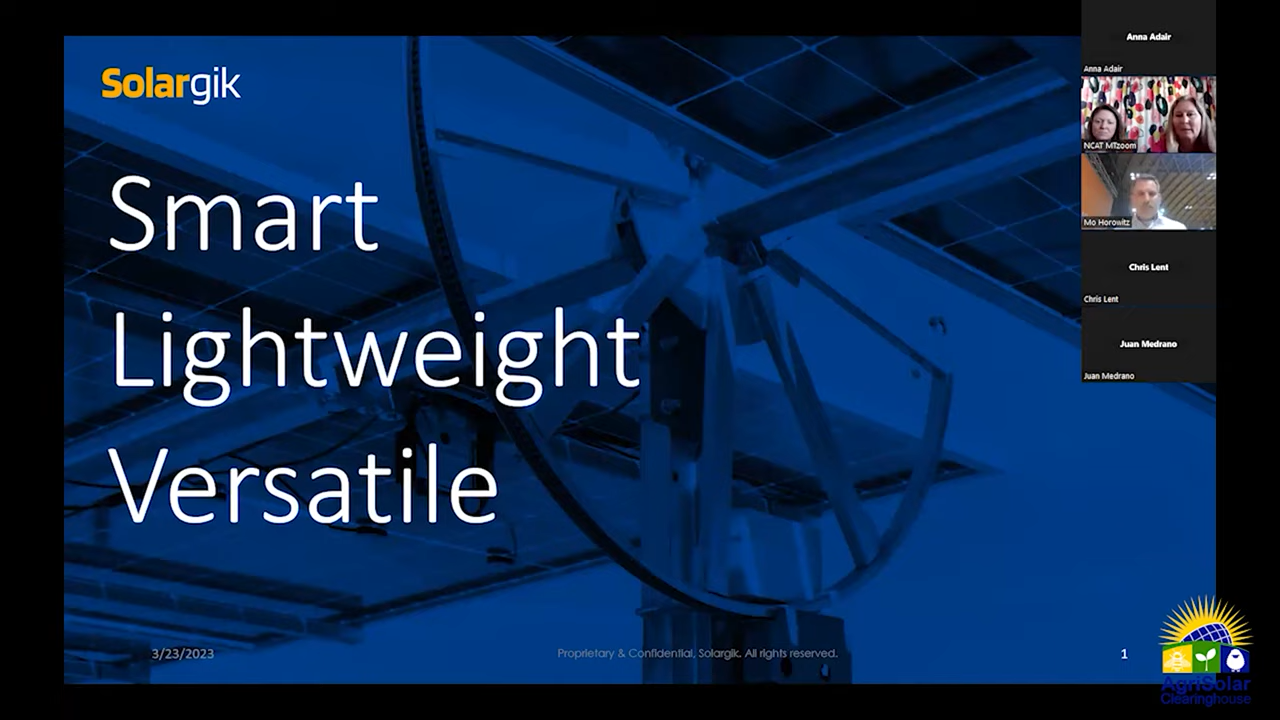 Solargik
Smart
Lightweight
Versatile
3/23/2023
Proprietary & Confidential, Solargik. All rights reserved.
1
Anna Adair
Anna Adair
NCAT MTzoom
Mo Horowitz
Chris Lent
Chris Lent
Juan Medrano
Juan Medrano
AgriSolar
Clearinghouse